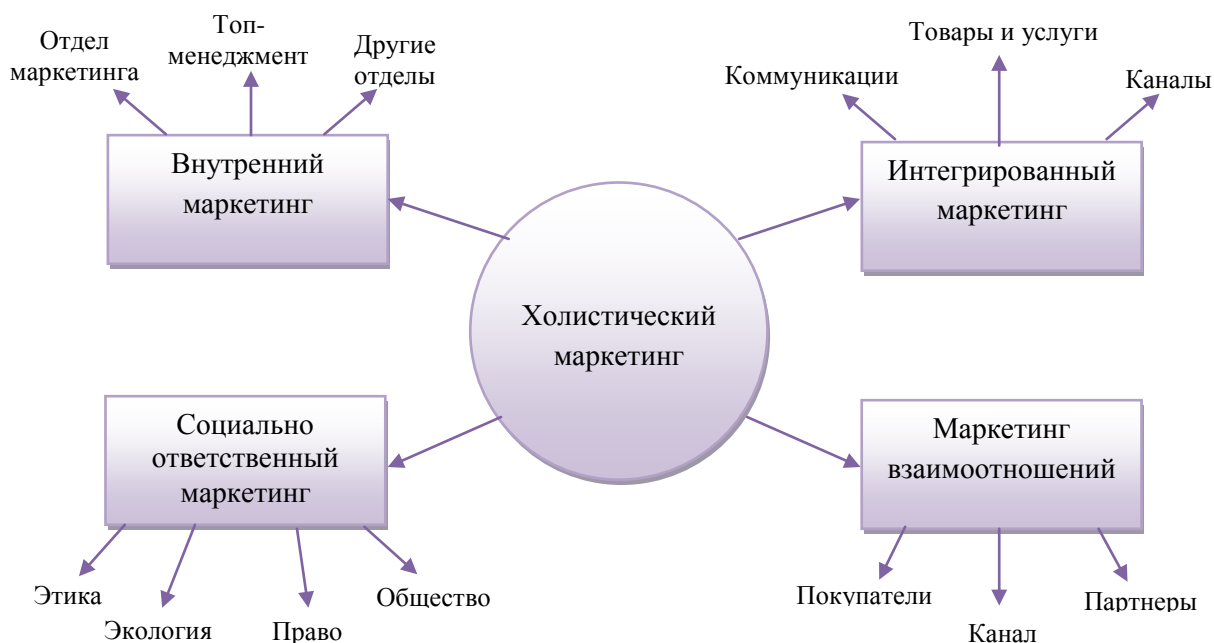 Отдел
маркетинга
Топ-
менеджмент
Другие
отделы
Внутренний
маркетинг
Товары и услуги
Коммуникации
Каналы
Интегрированный
маркетинг
Холистический
маркетинг
Социально
ответственный
маркетинг
Этика
Экология
Право
Общество
Маркетинг
взаимоотношений
Покупатели
Канал
Партнеры